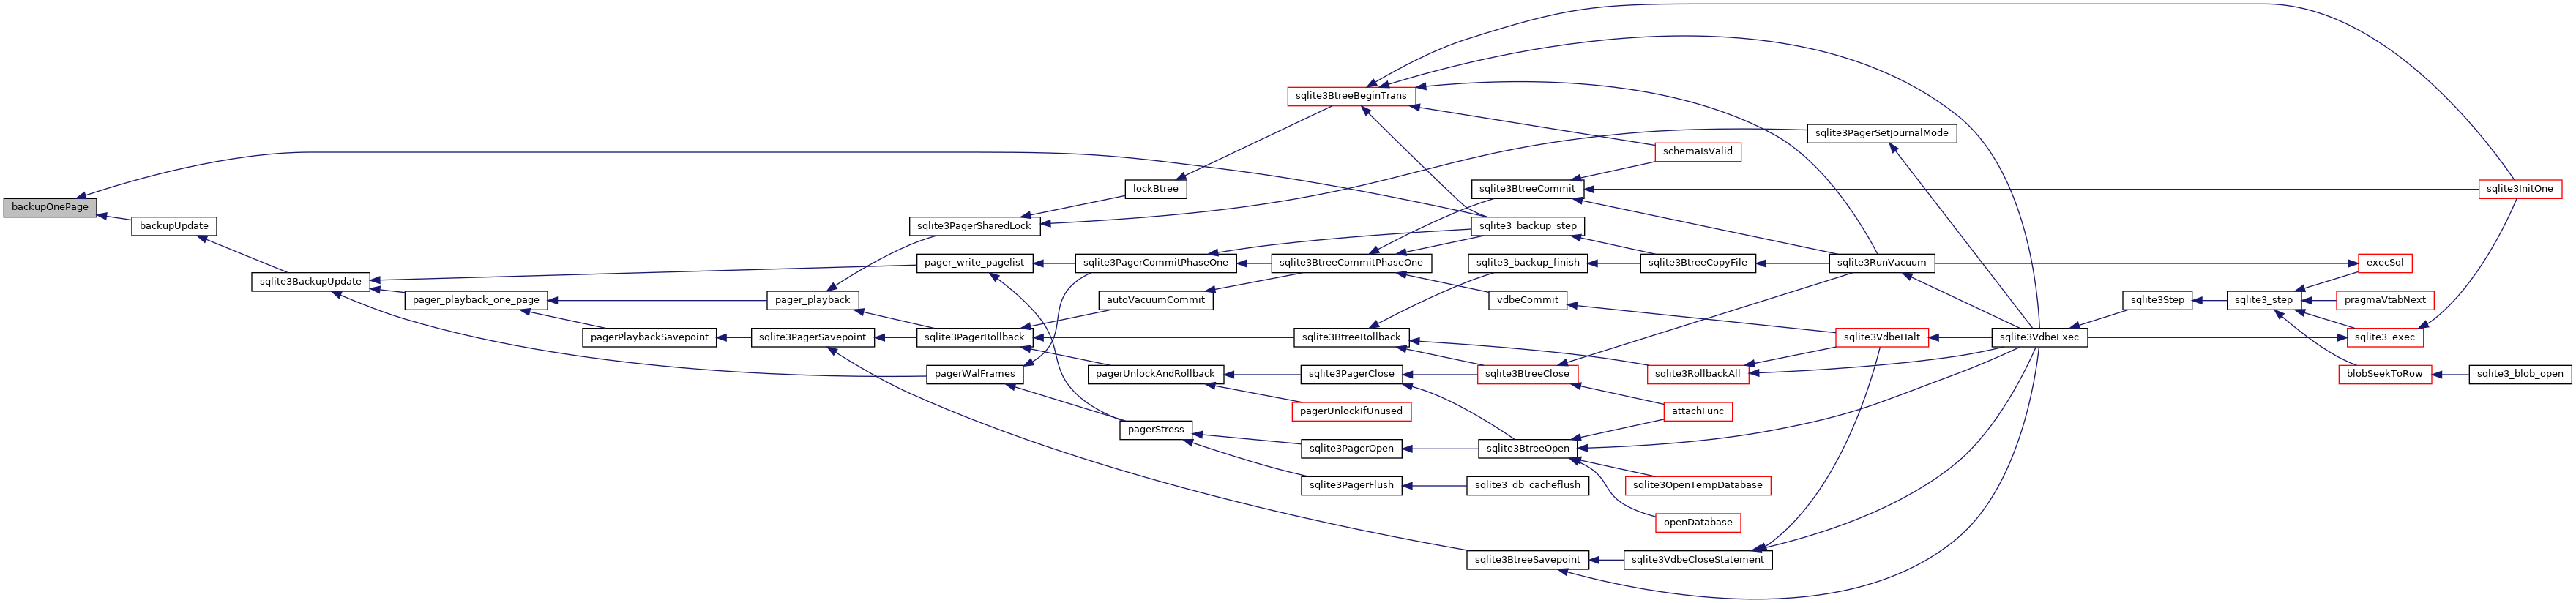 backupOnePage
backupUpdate
sqlite3BackupUpdate
pager_write_pagelist
pager_playback_one_page
pagerWalFrames
pagerPlaybackSavepoint
pager_playback
sqlite3PagerSavepoint
sqlite3PagerSharedLock
sqlite3PagerRollback
lockBtree
sqlite3PagerCommitPhaseOne
autoVacuumCommit
pagerUnlockAndRollback
pagerStress
sqlite3BtreeBeginTrans
sqlite3BtreeCommitPhaseOne
sqlite3BtreeRollback
sqlite3PagerClose
pagerUnlockIfUnused
sqlite3PagerOpen
sqlite3PagerFlush
sqlite3BtreeCommit
sqlite3_backup_step
sqlite3_backup_finish
vdbeCommit
sqlite3BtreeClose
sqlite3BtreeOpen
sqlite3_db_cacheflush
sqlite3BtreeSavepoint
schemaIsValid
sqlite3BtreeCopyFile
sqlite3RollbackAll
attachFunc
sqlite3OpenTempDatabase
openDatabase
sqlite3VdbeCloseStatement
sqlite3PagerSetJournalMode
sqlite3RunVacuum
sqlite3VdbeHalt
sqlite3VdbeExec
sqlite3Step
sqlite3_step
execSql
pragmaVtabNext
sqlite3_exec
blobSeekToRow
sqlite3InitOne
sqlite3_blob_open